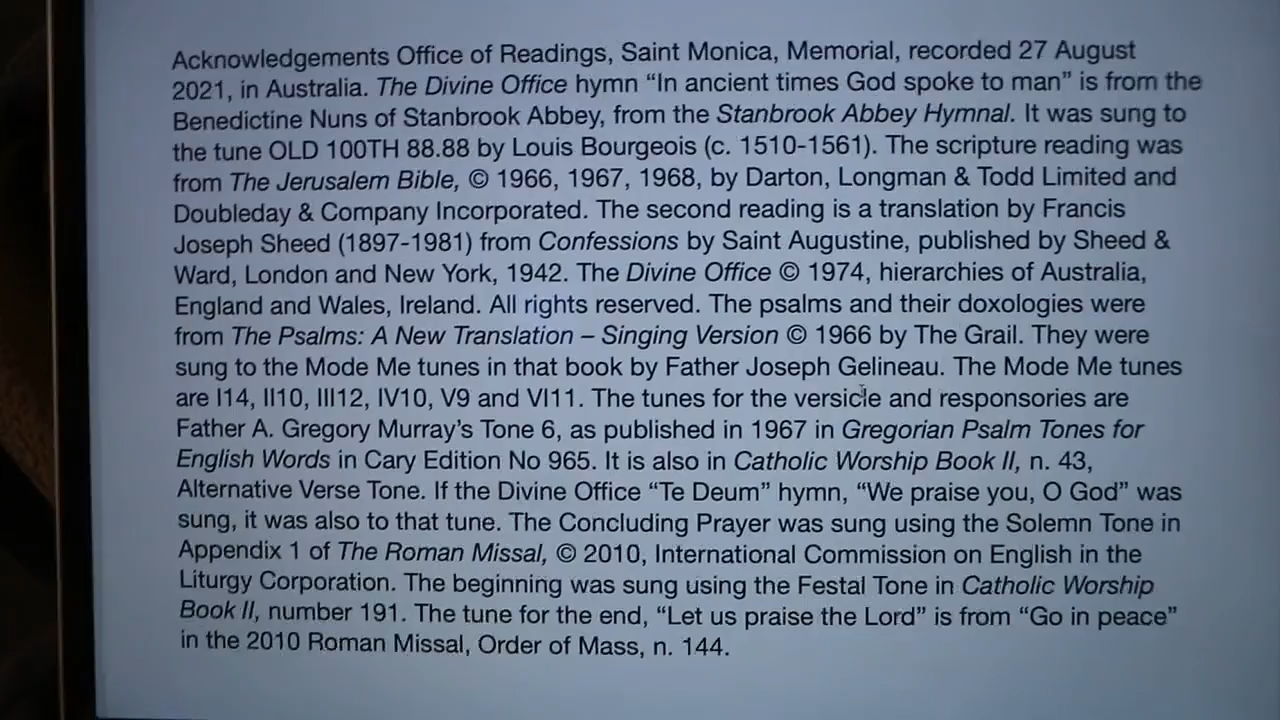 Acknowledgements Office of Readings, Saint Monica, Memorial, recorded 27 August
2021, in Australia. The Divine Office hymn “In ancient times God spoke to man” is from the
Benedictine Nuns of Stanbrook Abbey, from the Stanbrook Abbey Hymnal. It was sung to
the tune OLD 100TH 88.88 by Louis Bourgeois (c. 1510-1561). The scripture reading was
from The Jerusalem Bible, © 1966, 1967, 1968, by Darton, Longman & Todd Limited and
Doubleday & Company Incorporated. The second reading is a translation by Francis
Joseph Sheed (1897-1981) from Confessions by Saint Augustine, published by Sheed &
Ward, London and New York, 1942. The Divine Office © 1974, hierarchies of Australia,
England and Wales, Ireland. All rights reserved. The psalms and their doxologies were
from The Psalms: A New Translation – Singing Version © 1966 by The Grail. They were
sung to the Mode Me tunes in that book by Father Joseph Gelineau. The Mode Me tunes
are I14, II10, III12, IV10, V9 and VI11. The tunes for the versicle and responsories are
Father A. Gregory Murray’s Tone 6, as published in 1967 in Gregorian Psalm Tones for
English Words in Cary Edition No 965. It is also in Catholic Worship Book II, n. 43,
Alternative Verse Tone. If the Divine Office “Te Deum” hymn, “We praise you, O God” was
sung, it was also to that tune. The Concluding Prayer was sung using the Solemn Tone in
Appendix 1 of The Roman Missal, © 2010, International Commission on English in the
Liturgy Corporation. The beginning was sung using the Festal Tone in Catholic Worship
Book II, number 191. The tune for the end, “Let us praise the Lord” is from “Go in peace”
in the 2010 Roman Missal, Order of Mass, n. 144.